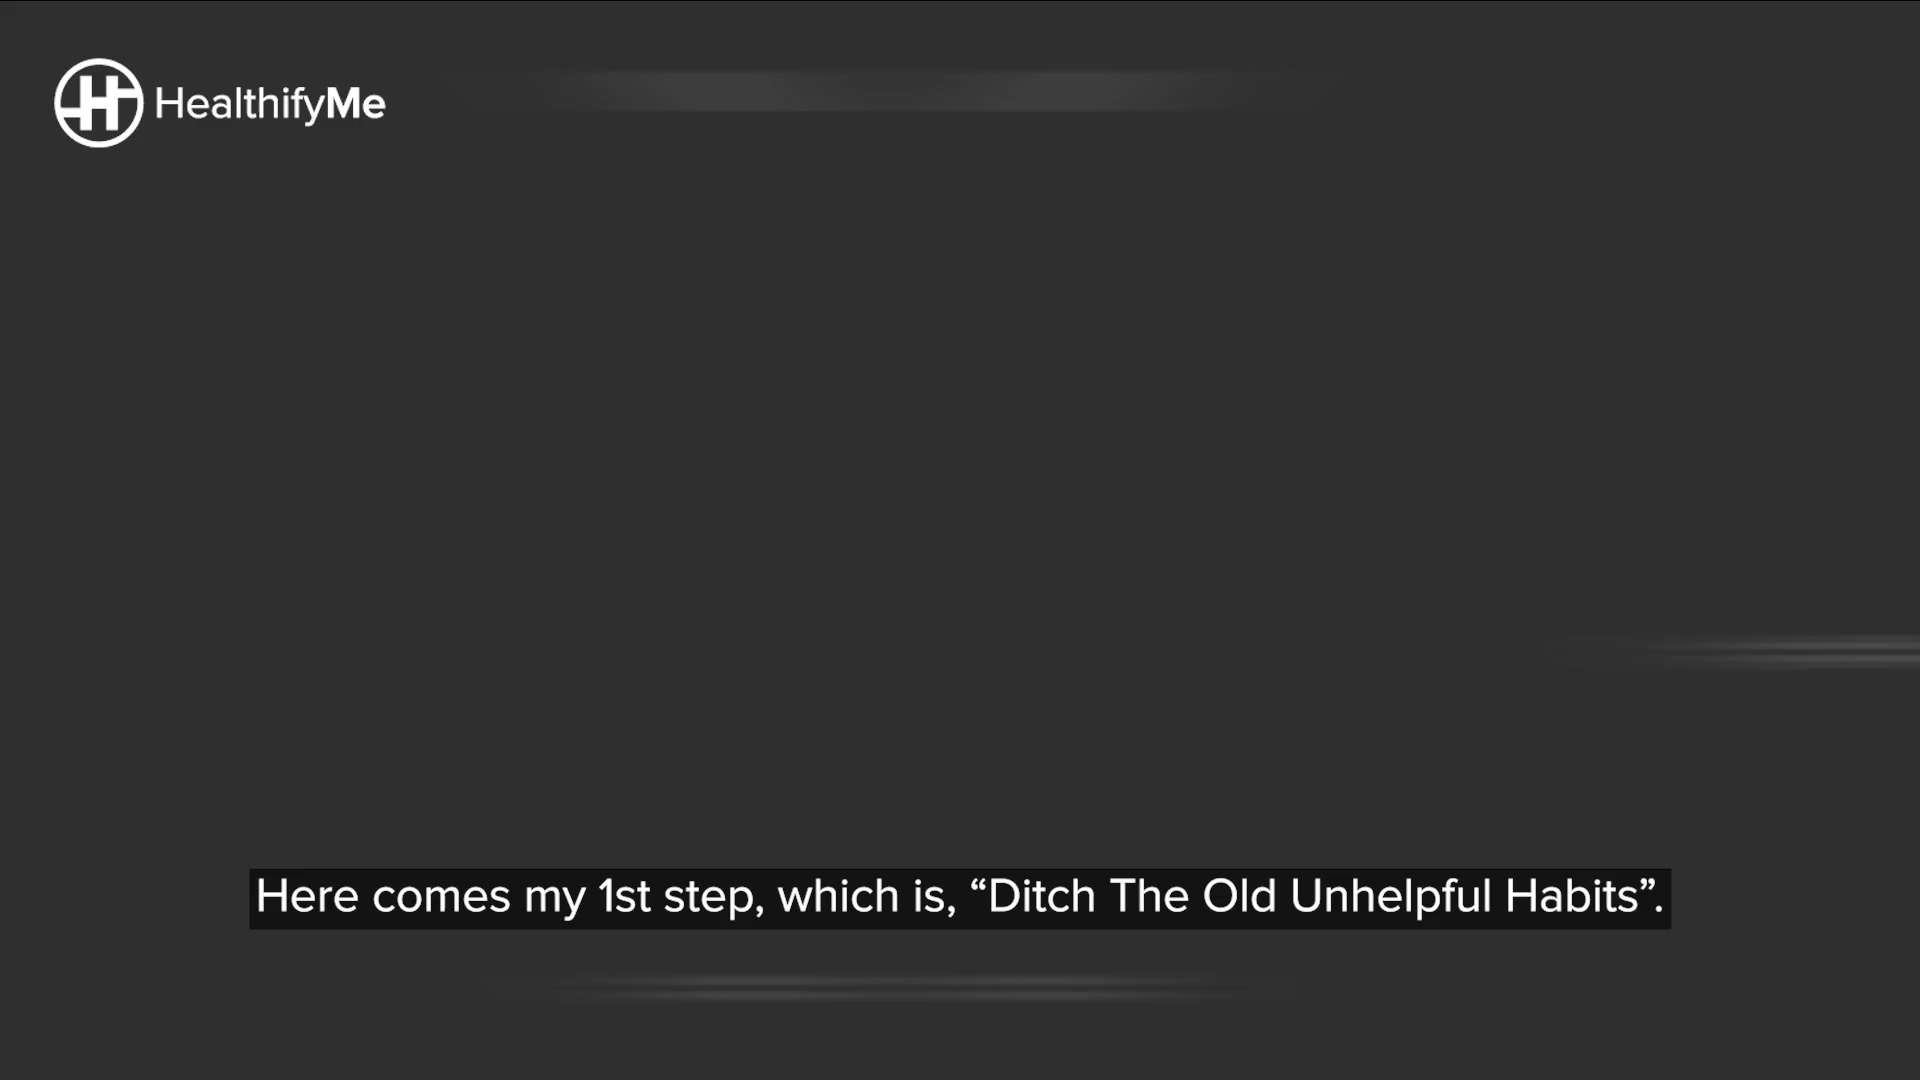 HealthifyMe
Here comes my 1st step, which is, “Ditch The Old Unhelpful Habits”.